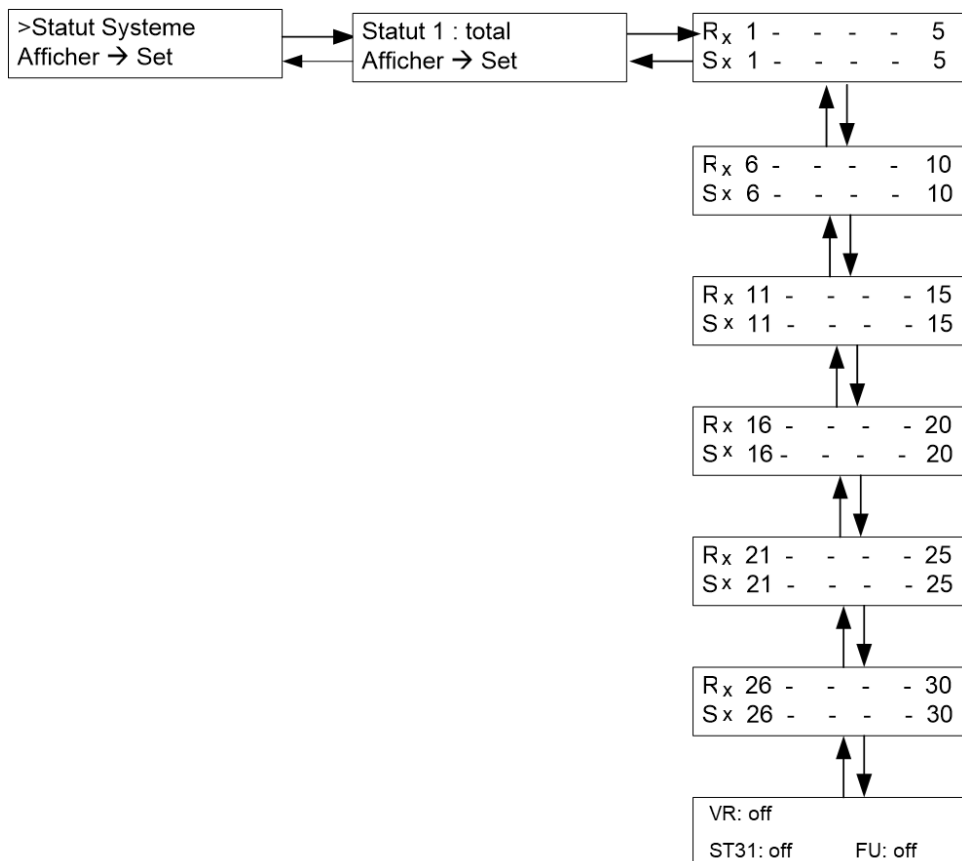 >Statut Systeme
Afficher → Set
Statut 1 : total
Afficher → Set
Rx 1 - - - - 5
Sx 1 - - - - 5
Rx 6 - - - - 10
Sx 6 - - - - 10
Rx 11 - - - - 15
Sx 11 - - - - 15
Rx 16 - - - - 20
Sx 16 - - - - 20
Rx 21 - - - - 25
Sx 21 - - - - 25
Rx 26 - - - - 30
Sx 26 - - - - 30
VR: off
ST31: off FU: off